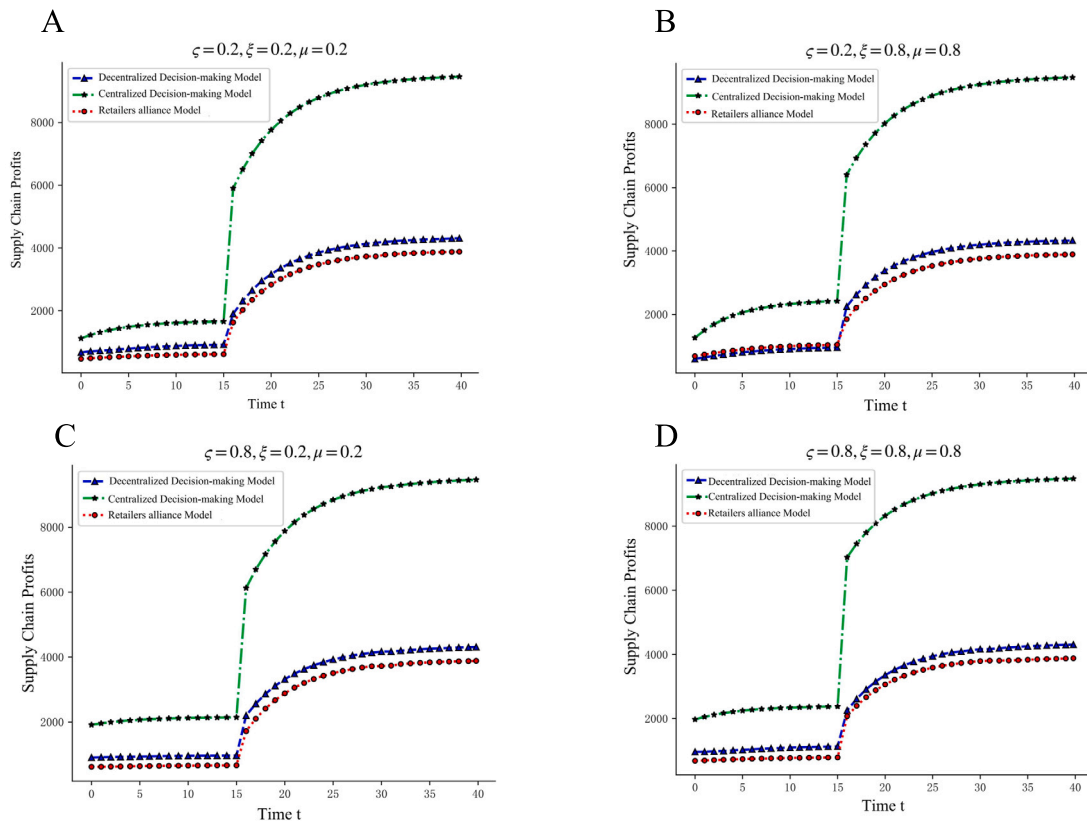 A
ς=0.2, ξ=0.2, μ=0.2
Decentralized Decision-making Model
Centralized Decision-making Model
Retailers alliance Model
Supply Chain Profits
8000
6000
4000
2000
0 5 10 15 20 25 30 35 40
Time t
B
ς=0.2, ξ=0.8, μ=0.8
Decentralized Decision-making Model
Centralized Decision-making Model
Retailers alliance Model
Supply Chain Profits
8000
6000
4000
2000
0 5 10 15 20 25 30 35 40
Time t
C
ς=0.8, ξ=0.2, μ=0.2
Decentralized Decision-making Model
Centralized Decision-making Model
Retailers alliance Model
Supply Chain Profits
8000
6000
4000
2000
0 5 10 15 20 25 30 35 40
Time t
D
ς=0.8, ξ=0.8, μ=0.8
Decentralized Decision-making Model
Centralized Decision-making Model
Retailers alliance Model
Supply Chain Profits
8000
6000
4000
2000
0 5 10 15 20 25 30 35 40
Time t